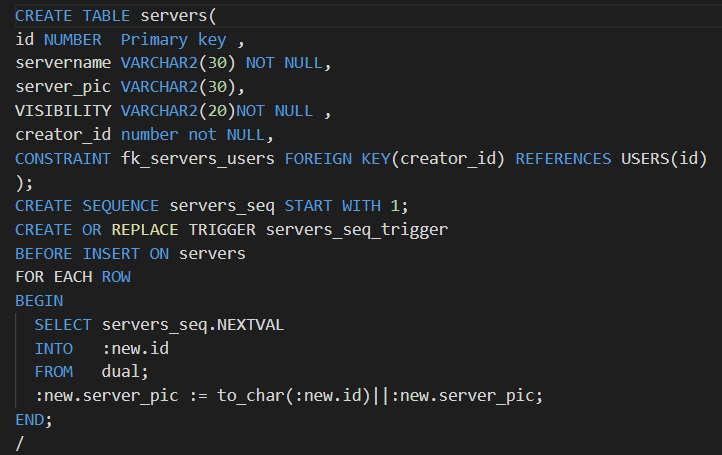 CREATE TABLE servers(
id NUMBER  Primary key ,
servername VARCHAR2(30) NOT NULL,
server_pic VARCHAR2(30),
VISIBILITY VARCHAR2(20)NOT NULL ,
creator_id number not NULL,
CONSTRAINT fk_servers_users FOREIGN KEY(creator_id) REFERENCES USERS(id)
);
CREATE SEQUENCE servers_seq START WITH 1;
CREATE OR REPLACE TRIGGER servers_seq_trigger
BEFORE INSERT ON servers
FOR EACH ROW
BEGIN
  SELECT servers_seq.NEXTVAL
  INTO   :new.id
  FROM   dual;
  :new.server_pic := to_char(:new.id)||:new.server_pic;
END;
/